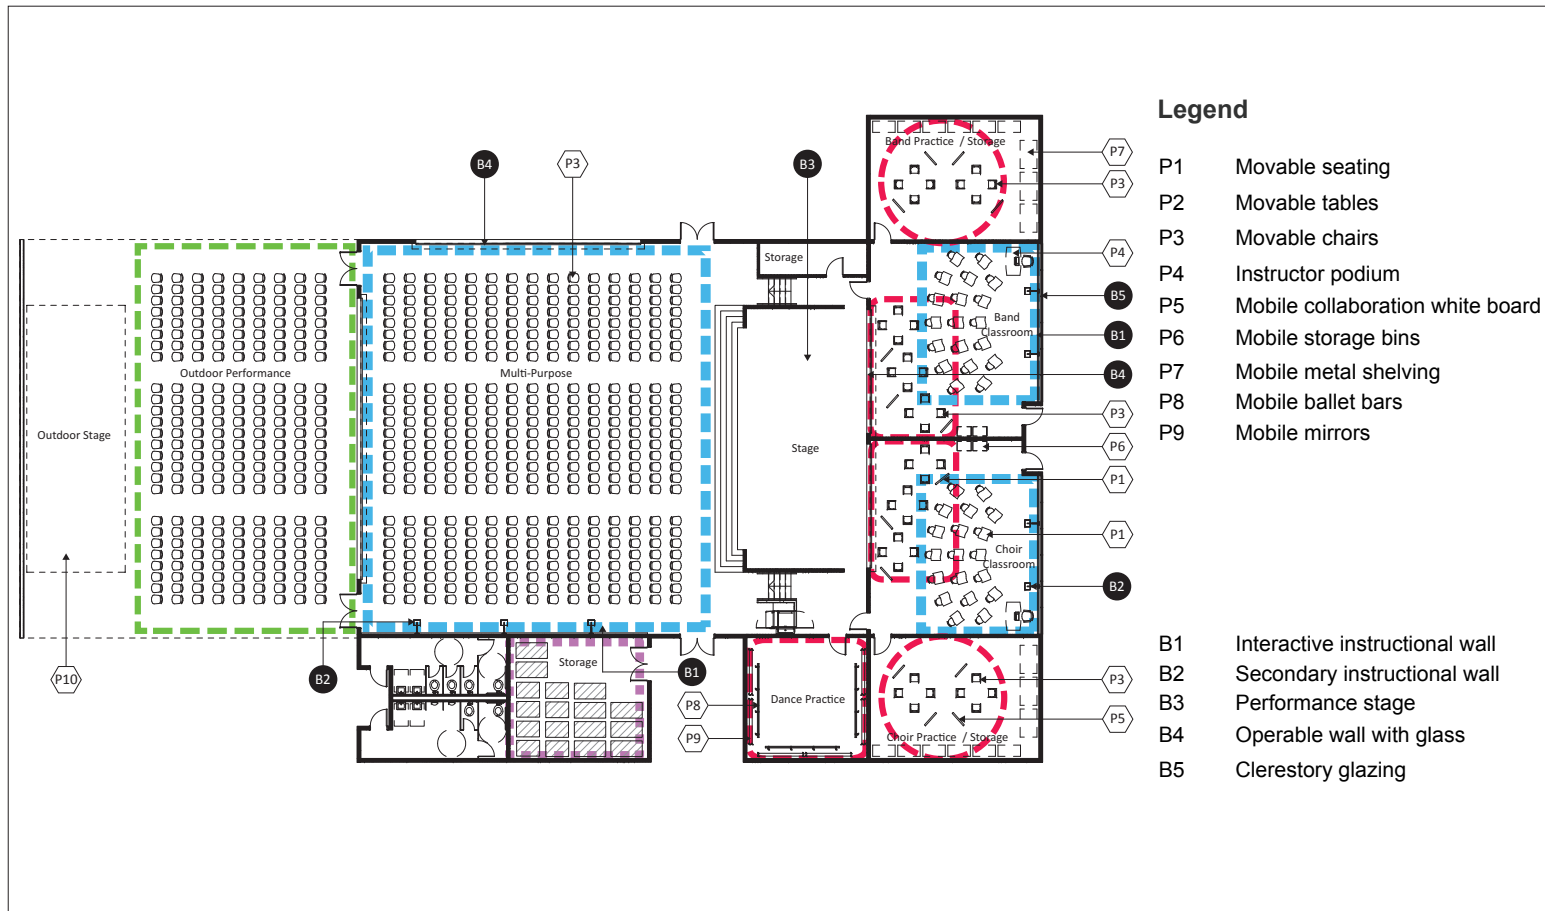 Legend
P1 Movable seating
P2 Movable tables
P3 Movable chairs
P4 Instructor podium
P5 Mobile collaboration white board
P6 Mobile storage bins
P7 Mobile metal shelving
P8 Mobile ballet bars
P9 Mobile mirrors
B1 Interactive instructional wall
B2 Secondary instructional wall
B3 Performance stage
B4 Operable wall with glass
B5 Clerestory glazing
B4
P3
B3
Band Practice / Storage
P7
P3
Storage
P4
B5
Band
Classroom
B1
B4
P3
P6
P1
P1
Choir
Classroom
B2
Outdoor Performance
Multi-Purpose
Outdoor Stage
Stage
P10
B2
Storage
B1
P8
P9
Dance Practice
P3
P5
Choir Practice / Storage